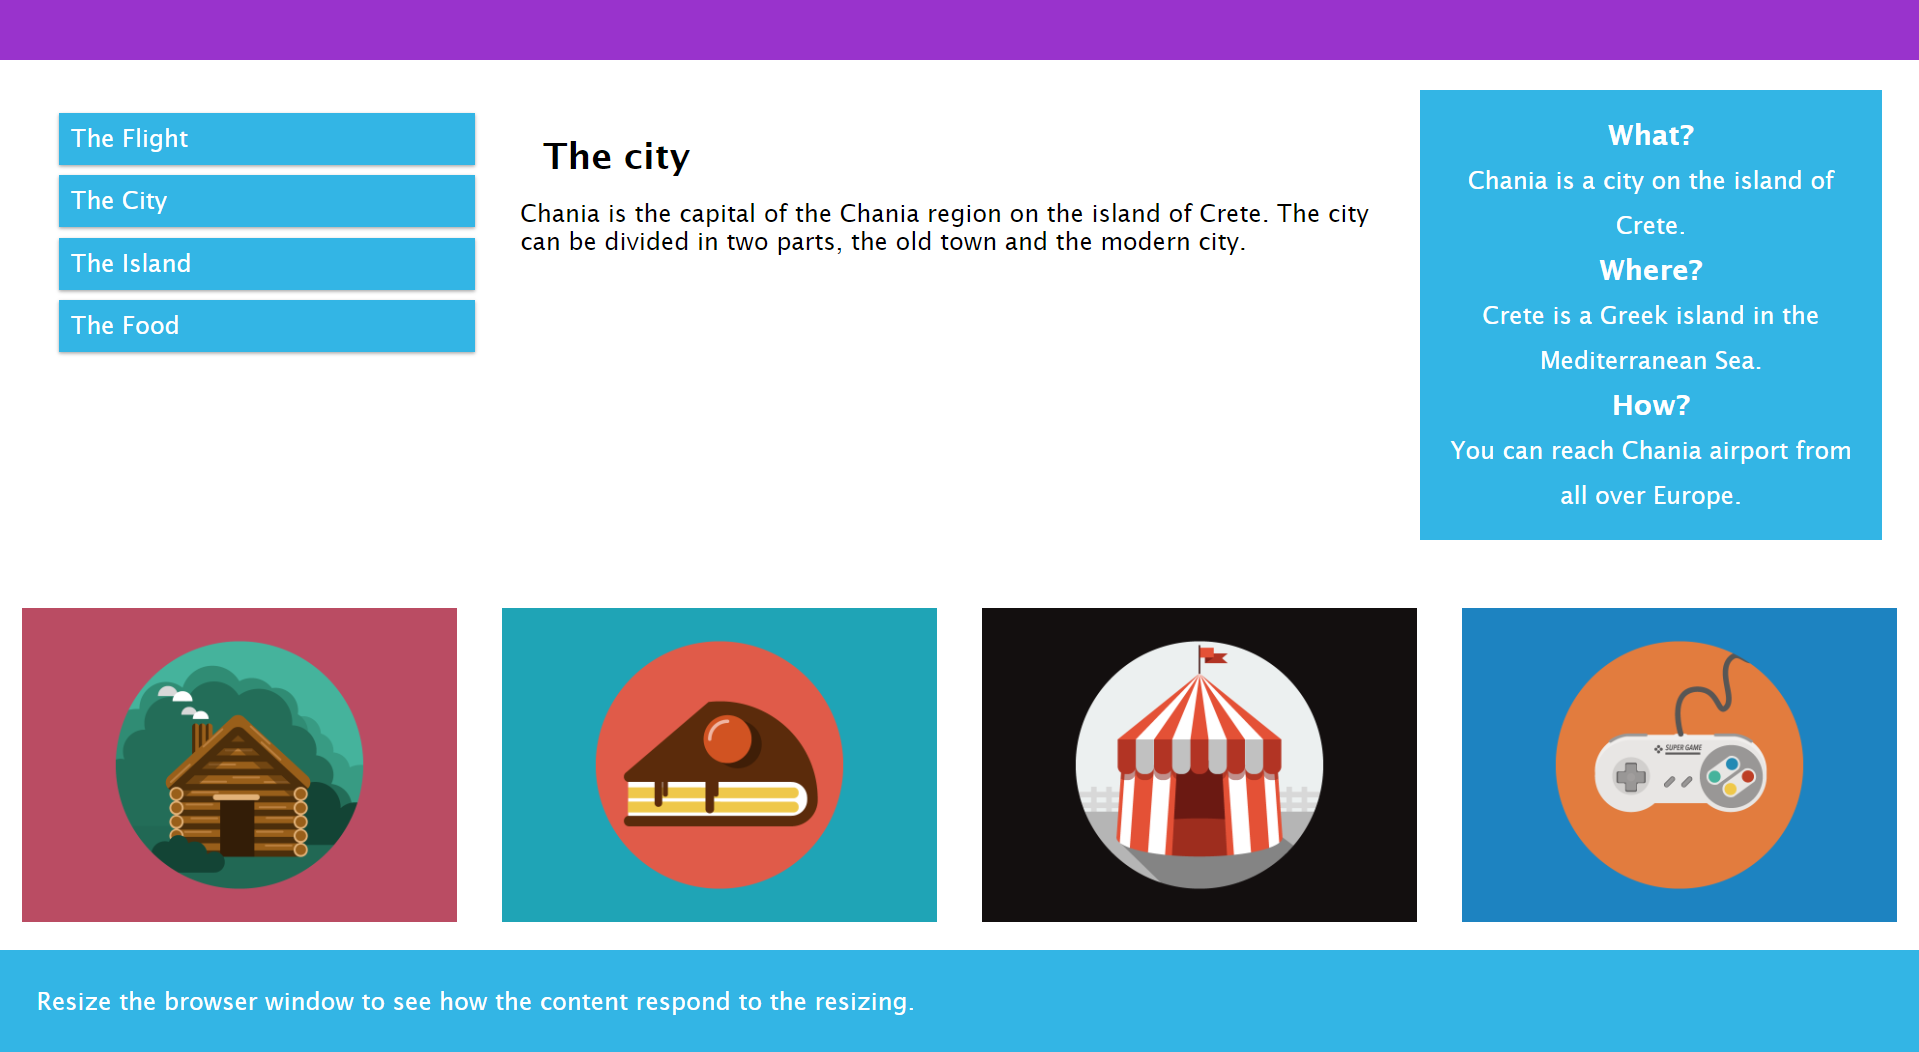 The Flight
The City
The Island
The Food
The city
Chania is the capital of the Chania region on the island of Crete. The city
can be divided in two parts, the old town and the modern city.
What?
Chania is a city on the island of
Crete.
Where?
Crete is a Greek island in the
Mediterranean Sea.
How?
You can reach Chania airport from
all over Europe.
SUPER GAME
Resize the browser window to see how the content respond to the resizing.